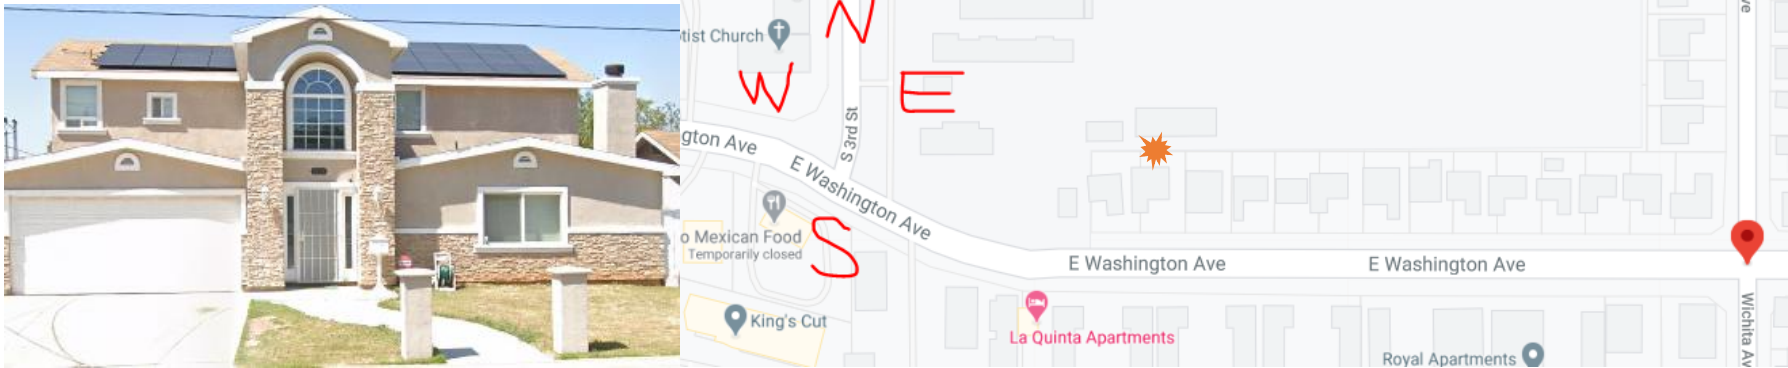 N
tist Church
W
E
S 3rd St
gton Ave
E Washington Ave
S
o Mexican Food
Temporarily closed
E Washington Ave
E Washington Ave
King's Cut
La Quinta Apartments
Royal Apartments
Wichita Av
ve